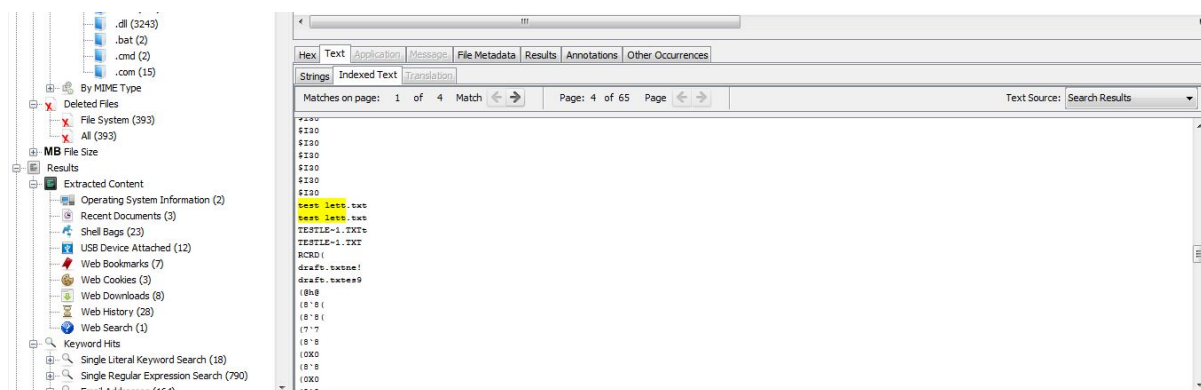 .dll (3243)
.bat (2)
.cmd (2)
.com (15)
By MIME Type
Deleted Files
File System (393)
All (393)
MB File Size
Results
Extracted Content
Operating System Information (2)
Recent Documents (3)
Shell Bags (23)
USB Device Attached (12)
Web Bookmarks (7)
Web Cookies (3)
Web Downloads (8)
Web History (28)
Web Search (1)
Keyword Hits
Single Literal Keyword Search (18)
Single Regular Expression Search (790)
Hex Text Application Message File Metadata Results Annotations Other Occurrences
Strings Indexed Text Translation
Matches on page: 1 of 4 Match Page: 4 of 65 Page Text Source: Search Results
$I30
$I30
$I30
$I30
$I30
$I30
$I30
test lett.txt
test lett.txt
TESTLE~1.TXTt
TESTLE~1.TXT
RCRD(
draft.txtne!
draft.txtes9
(@h@
(8`8(
(8`8(
(7`7
(8`8
(0X0
(8`8
(0X0